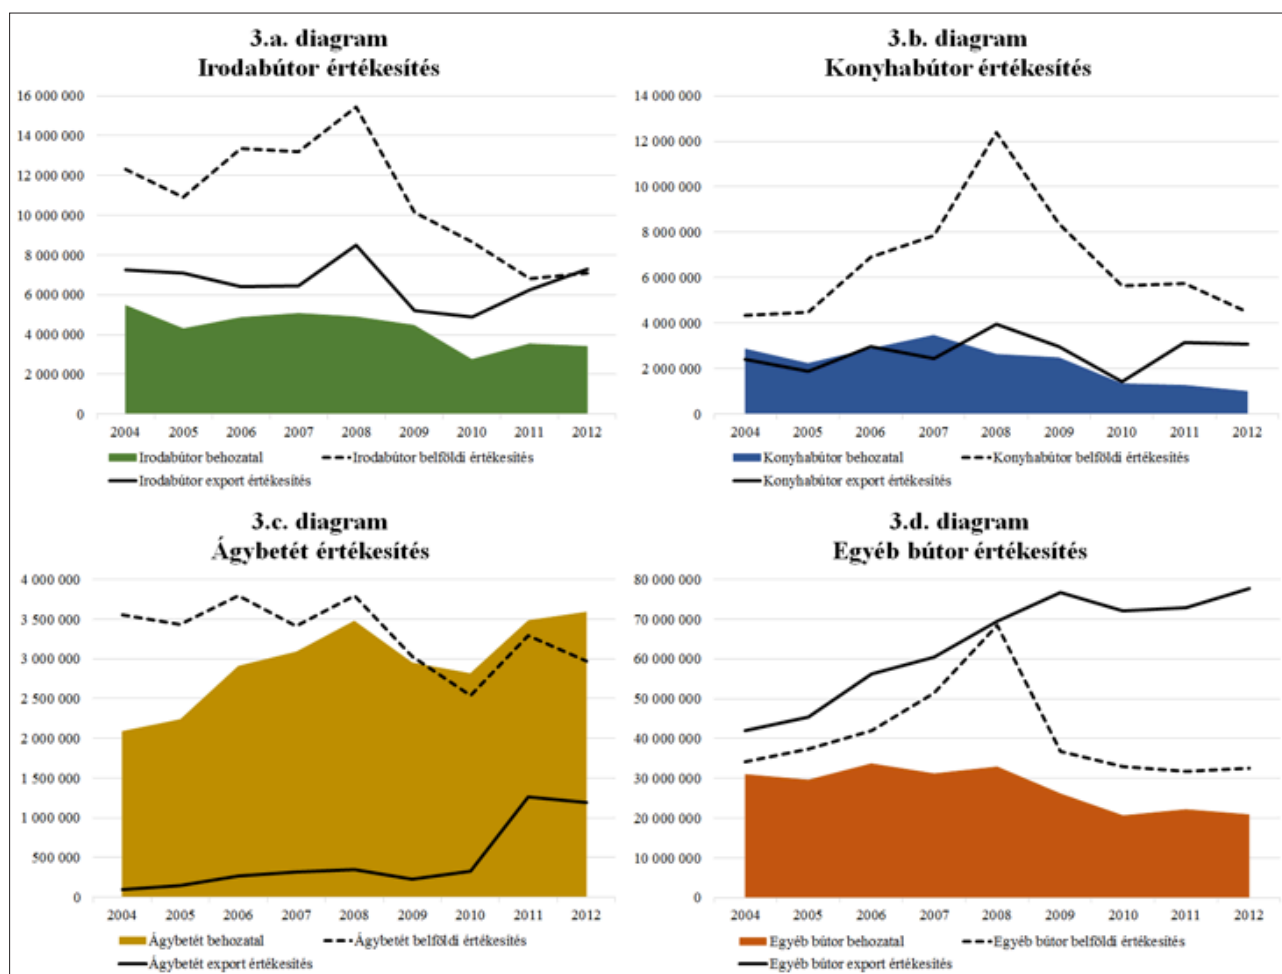 3.a. diagram
Irodabútor értékesítés
16 000 000
14 000 000
12 000 000
10 000 000
8 000 000
6 000 000
4 000 000
2 000 000
0
2004 2005 2006 2007 2008 2009 2010 2011 2012
Irodabútor behozatal Irodabútor belföldi értékesítés
Irodabútor export értékesítés
3.b. diagram
Konyhabútor értékesítés
14 000 000
12 000 000
10 000 000
8 000 000
6 000 000
4 000 000
2 000 000
0
2004 2005 2006 2007 2008 2009 2010 2011 2012
Konyhabútor behozatal Konyhabútor belföldi értékesítés
Konyhabútor export értékesítés
3.c. diagram
Ágybetét értékesítés
4 000 000
3 500 000
3 000 000
2 500 000
2 000 000
1 500 000
1 000 000
500 000
0
2004 2005 2006 2007 2008 2009 2010 2011 2012
Ágybetét behozatal Ágybetét belföldi értékesítés
Ágybetét export értékesítés
3.d. diagram
Egyéb bútor értékesítés
80 000 000
70 000 000
60 000 000
50 000 000
40 000 000
30 000 000
20 000 000
10 000 000
0
2004 2005 2006 2007 2008 2009 2010 2011 2012
Egyéb bútor behozatal Egyéb bútor belföldi értékesítés
Egyéb bútor export értékesítés